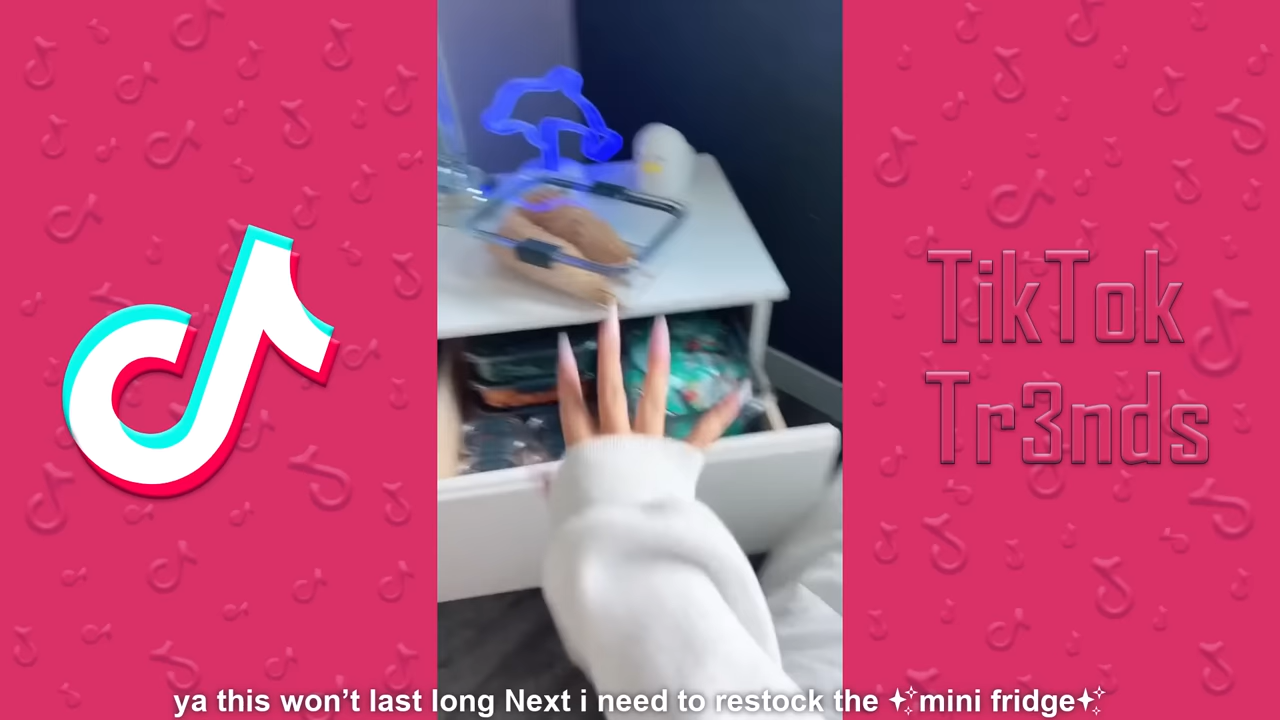 TikTok
Tr3nds
ya this won’t last long Next i need to restock the ✨mini fridge✨